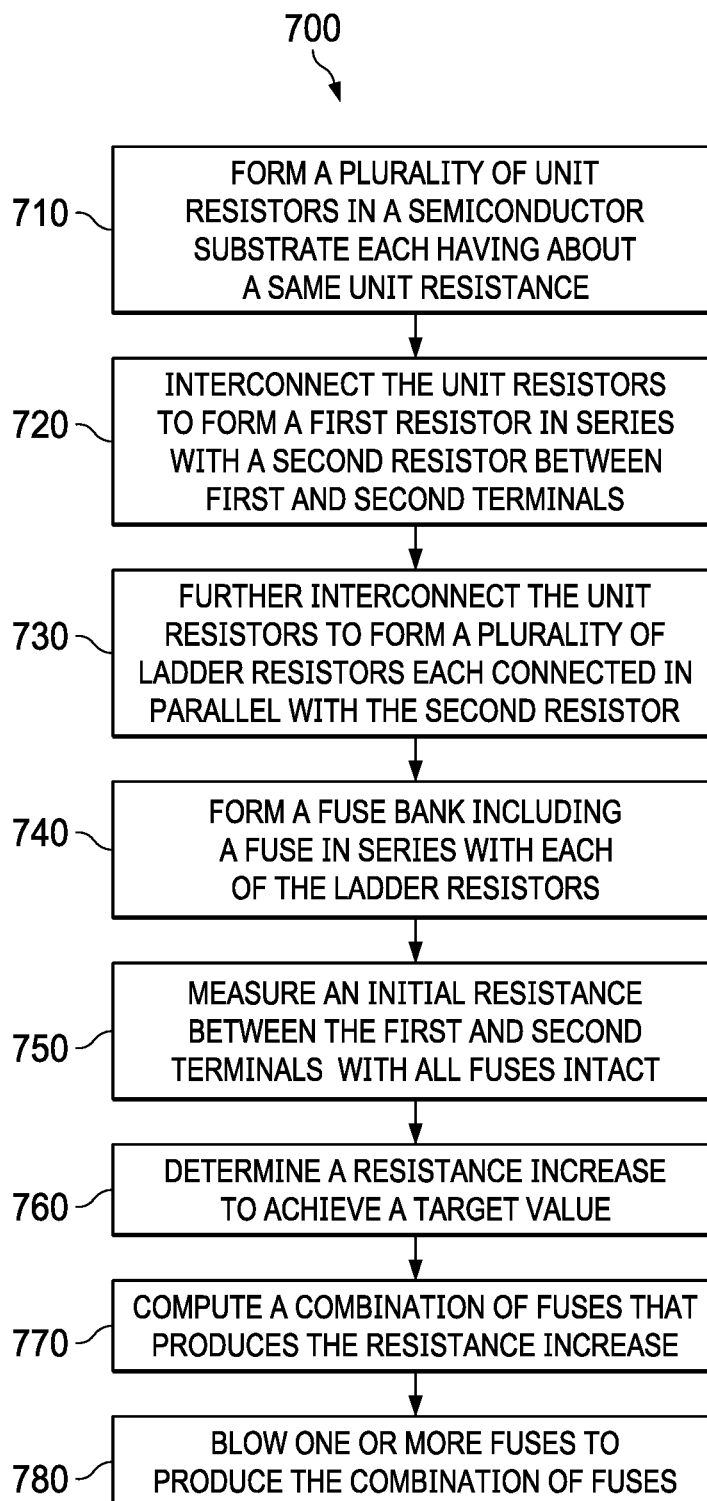 700
710
FORM A PLURALITY OF UNIT
RESISTORS IN A SEMICONDUCTOR
SUBSTRATE EACH HAVING ABOUT
A SAME UNIT RESISTANCE
720
INTERCONNECT THE UNIT RESISTORS
TO FORM A FIRST RESISTOR IN SERIES
WITH A SECOND RESISTOR BETWEEN
FIRST AND SECOND TERMINALS
730
FURTHER INTERCONNECT THE UNIT
RESISTORS TO FORM A PLURALITY OF
LADDER RESISTORS EACH CONNECTED IN
PARALLEL WITH THE SECOND RESISTOR
740
FORM A FUSE BANK INCLUDING
A FUSE IN SERIES WITH EACH
OF THE LADDER RESISTORS
750
MEASURE AN INITIAL RESISTANCE
BETWEEN THE FIRST AND SECOND
TERMINALS WITH ALL FUSES INTACT
760
DETERMINE A RESISTANCE INCREASE
TO ACHIEVE A TARGET VALUE
770
COMPUTE A COMBINATION OF FUSES THAT
PRODUCES THE RESISTANCE INCREASE
780
BLOW ONE OR MORE FUSES TO
PRODUCE THE COMBINATION OF FUSES